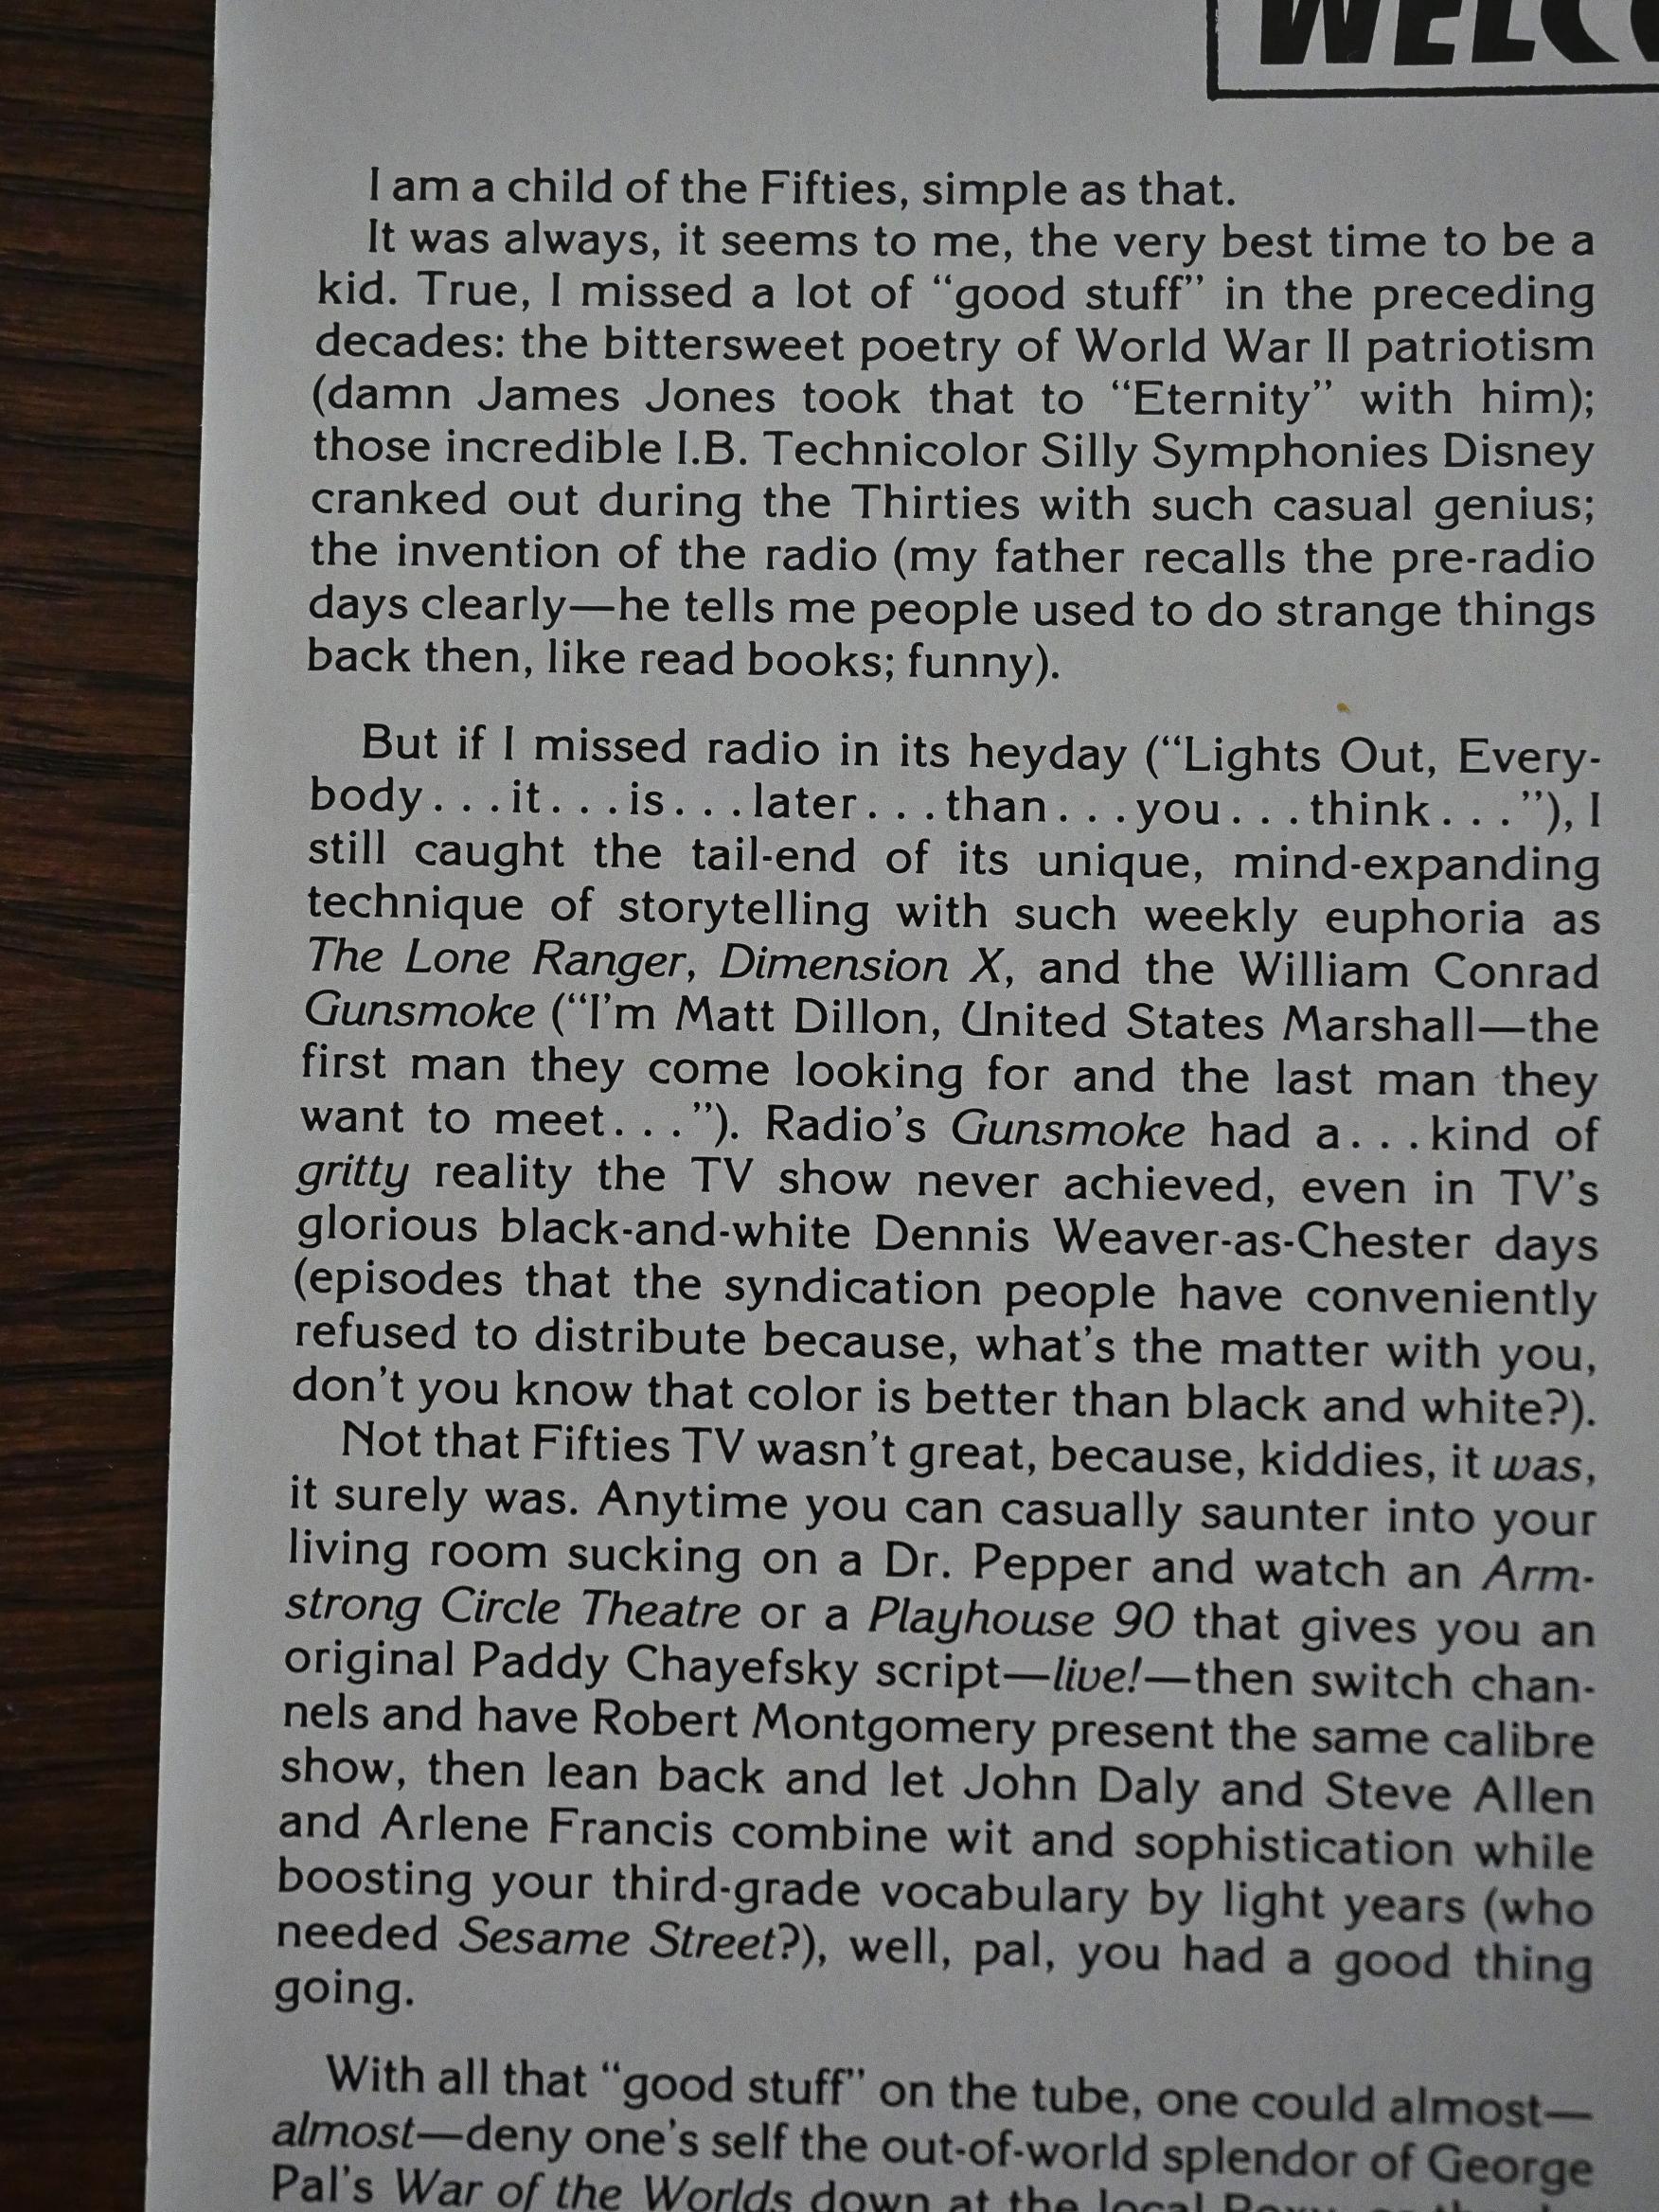 WELC
I am a child of the Fifties, simple as that.
It was always, it seems to me, the very best time to be a
kid. True, I missed a lot of “good stuff” in the preceding
decades: the bittersweet poetry of World War II patriotism
(damn James Jones took that to “Eternity” with him);
those incredible I.B. Technicolor Silly Symphonies Disney
cranked out during the Thirties with such casual genius;
the invention of the radio (my father recalls the pre-radio
days clearly—he tells me people used to do strange things
back then, like read books; funny).
But if I missed radio in its heyday (“Lights Out, Every-
body...it...is...later...than...you...think...”), I
still caught the tail-end of its unique, mind-expanding
technique of storytelling with such weekly euphoria as
The Lone Ranger, Dimension X, and the William Conrad
Gunsmoke (“I’m Matt Dillon, United States Marshall—the
first man they come looking for and the last man they
want to meet...”). Radio’s Gunsmoke had a...kind of
gritty reality the TV show never achieved, even in TV’s
glorious black-and-white Dennis Weaver-as-Chester days
(episodes that the syndication people have conveniently
refused to distribute because, what’s the matter with you,
don’t you know that color is better than black and white?).
Not that Fifties TV wasn’t great, because, kiddies, it was,
it surely was. Anytime you can casually saunter into your
living room sucking on a Dr. Pepper and watch an Arm-
strong Circle Theatre or a Playhouse 90 that gives you an
original Paddy Chayefsky script—live!—then switch chan-
nels and have Robert Montgomery present the same calibre
show, then lean back and let John Daly and Steve Allen
and Arlene Francis combine wit and sophistication while
boosting your third-grade vocabulary by light years (who
needed Sesame Street?), well, pal, you had a good thing
going.
With all that “good stuff” on the tube, one could almost—
almost—deny one’s self the out-of-world splendor of George
Pal’s War of the Worlds down at the local